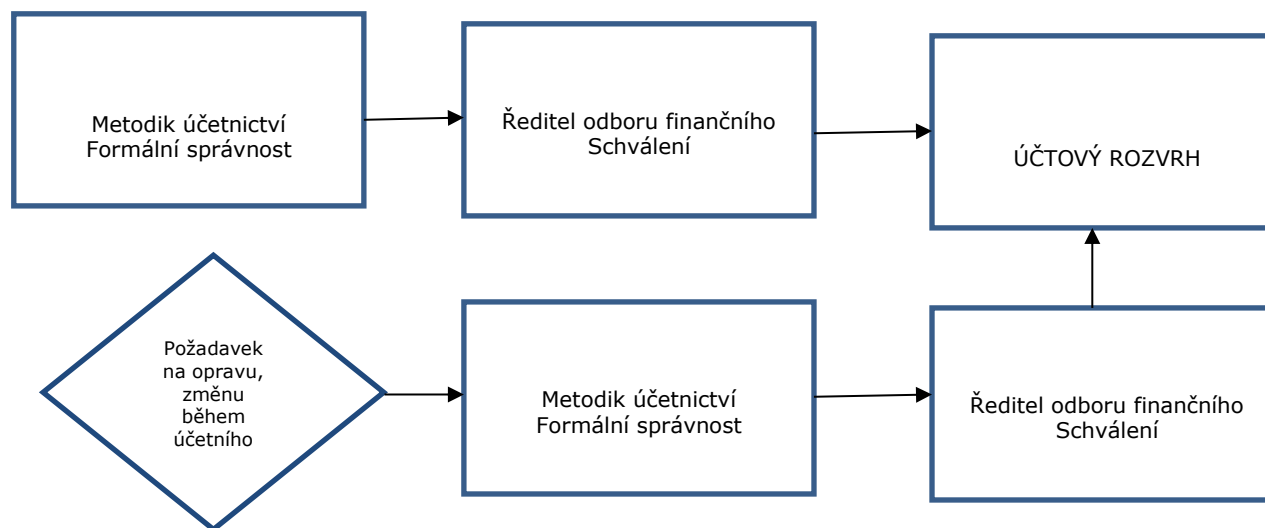 Metodik účetnictví
Formální správnost
Ředitel odboru finančního
Schválení
ÚČTOVÝ ROZVRH
Požadavek
na opravu,
změnu
během
účetního
Metodik účetnictví
Formální správnost
Ředitel odboru finančního
Schválení